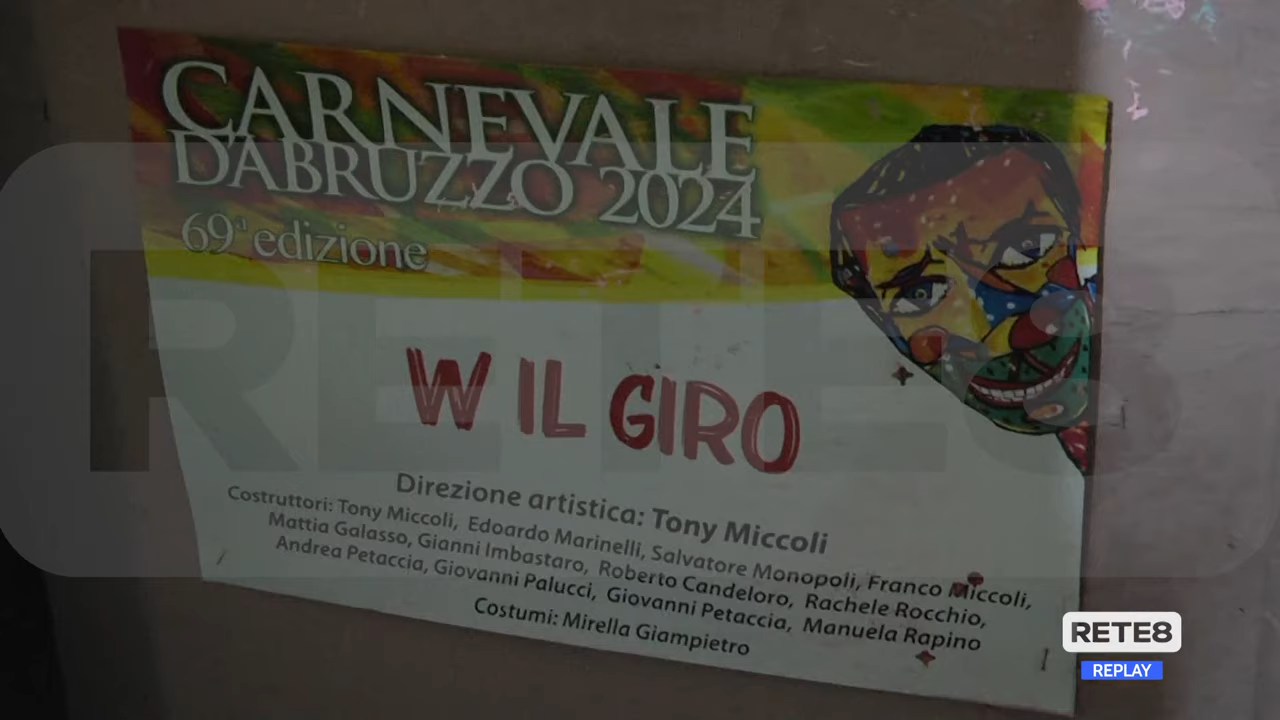 CARNEVALE
D'ABRUZZO 2024
69ª edizione
W IL GIRO
Direzione artistica: Tony Miccoli
Costruttori: Tony Miccoli, Edoardo Marinelli, Salvatore Monopoli, Franco Miccoli,
Mattia Galasso, Gianni Imbastaro, Roberto Candeloro, Rachele Rocchio,
Andrea Petaccia, Giovanni Palucci, Giovanni Petaccia, Manuela Rapino
Costumi: Mirella Giampietro
RETE8
RETE8
REPLAY